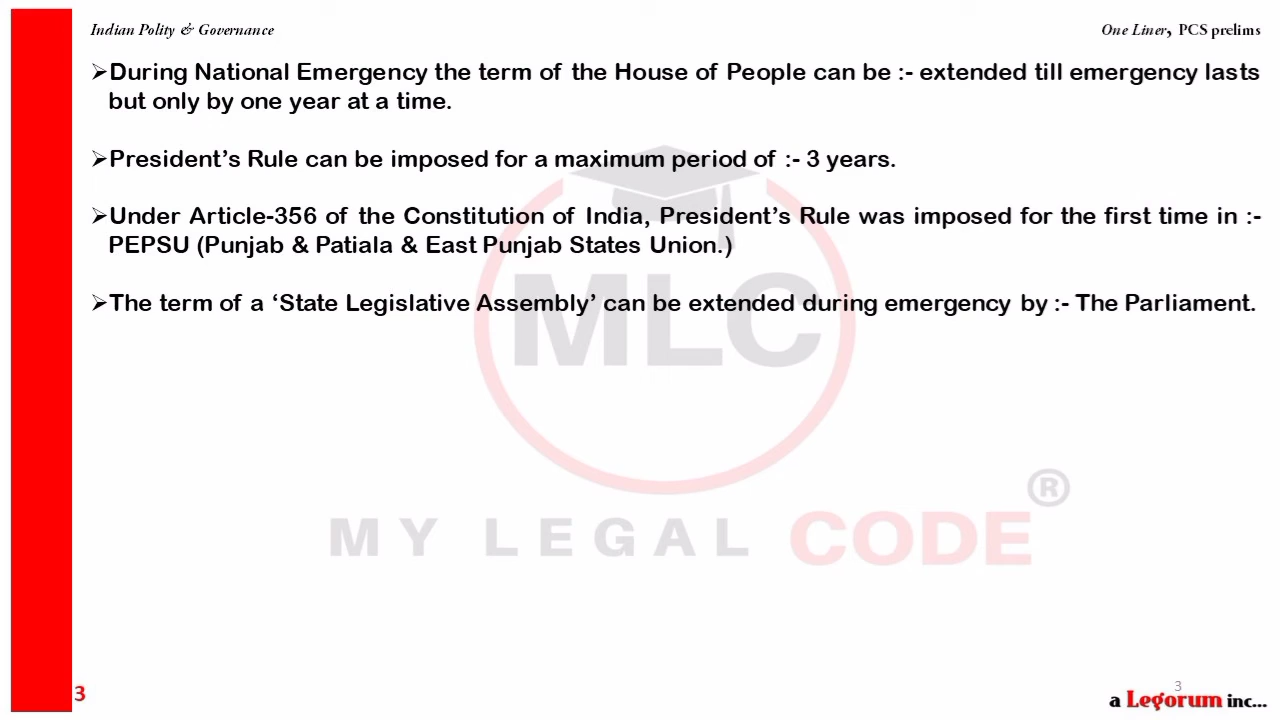 Indian Polity & Governance
One Liner, PCS prelims
➢During National Emergency the term of the House of People can be :- extended till emergency lasts
but only by one year at a time.
➢President’s Rule can be imposed for a maximum period of :- 3 years.
➢Under Article-356 of the Constitution of India, President’s Rule was imposed for the first time in :-
PEPSU (Punjab & Patiala & East Punjab States Union.)
➢The term of a ‘State Legislative Assembly’ can be extended during emergency by :- The Parliament.
MLC
MY LEGAL CODE®
3
3
a Legorum inc...